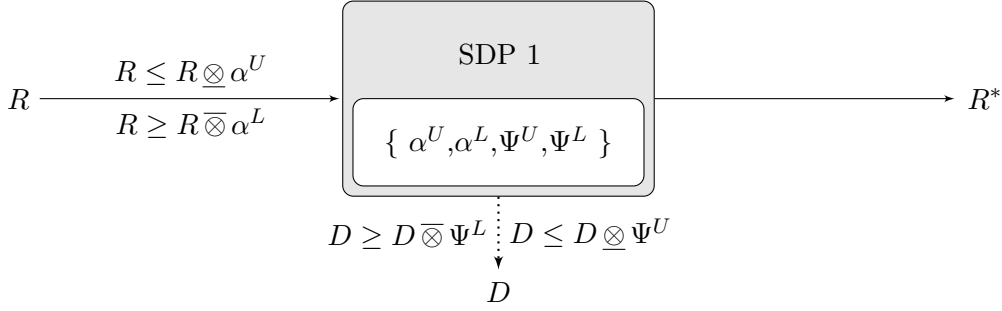 SDP 1
R ≤ R ⊗̲ α^U
R
R*
R ≥ R ⊗̅ α^L
{ α^U,α^L,Ψ^U,Ψ^L }
D ≥ D ⊗̅ Ψ^L D ≤ D ⊗̲ Ψ^U
D